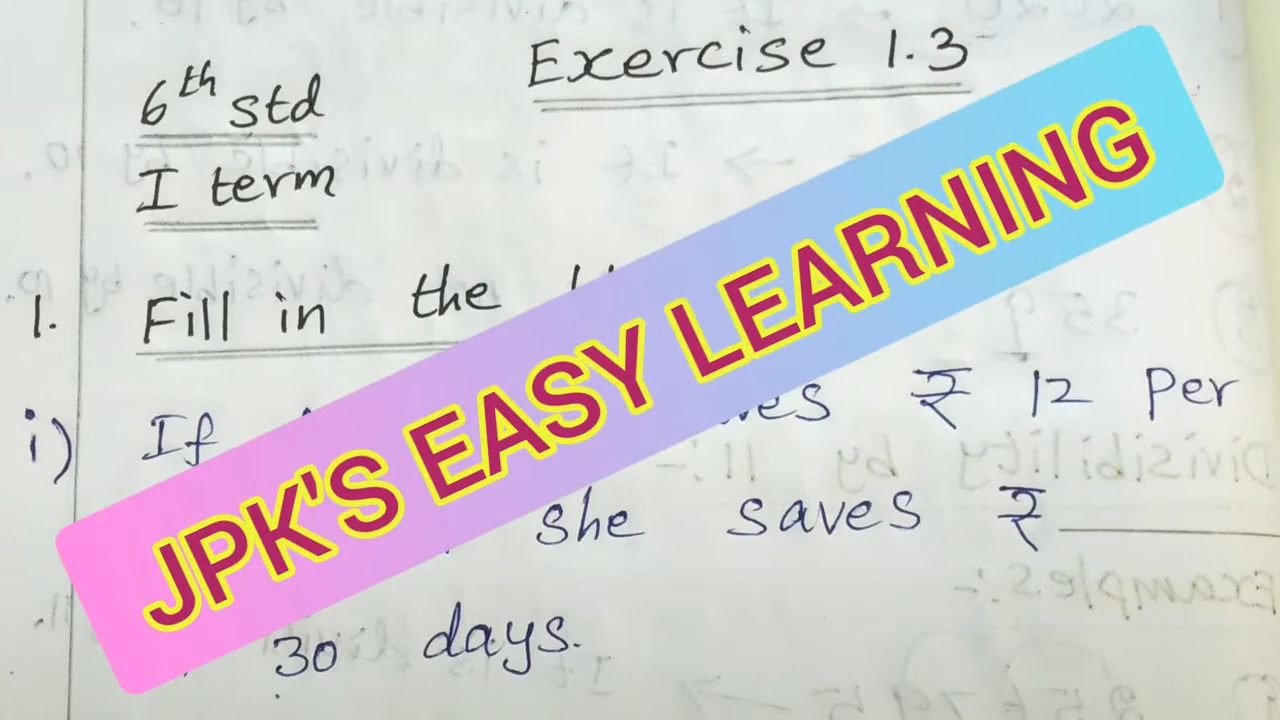 Exercise 1.3
6th std
I term
1. Fill in the
i) If ₹ 12 Per
she saves ₹ ______
30 days.
JPK'S EASY LEARNING